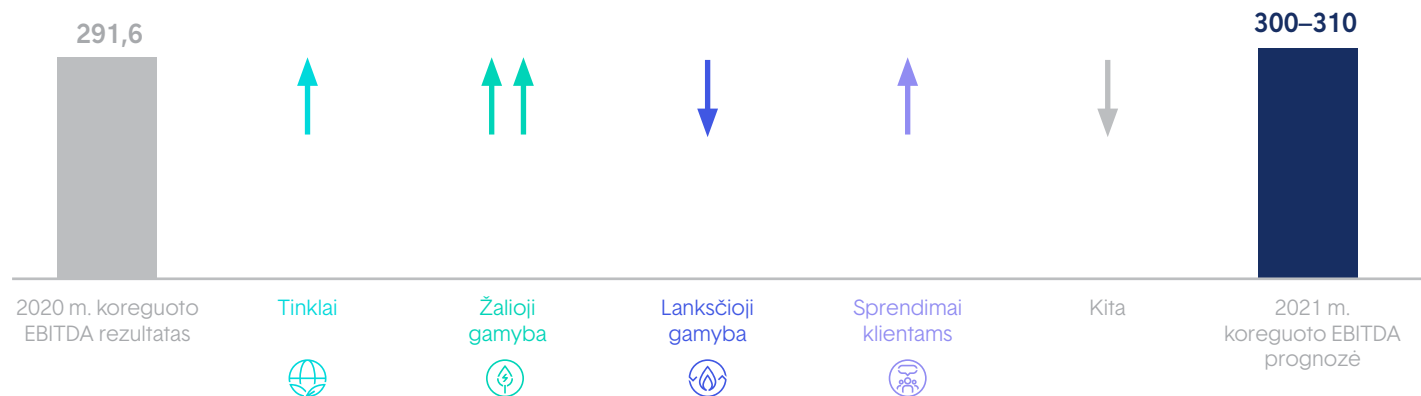 291,6
300–310
2020 m. koreguoto
EBITDA rezultatas
Tinklai
Žalioji
gamyba
Lanksčioji
gamyba
Sprendimai
klientams
Kita
2021 m.
koreguoto EBITDA
prognozė